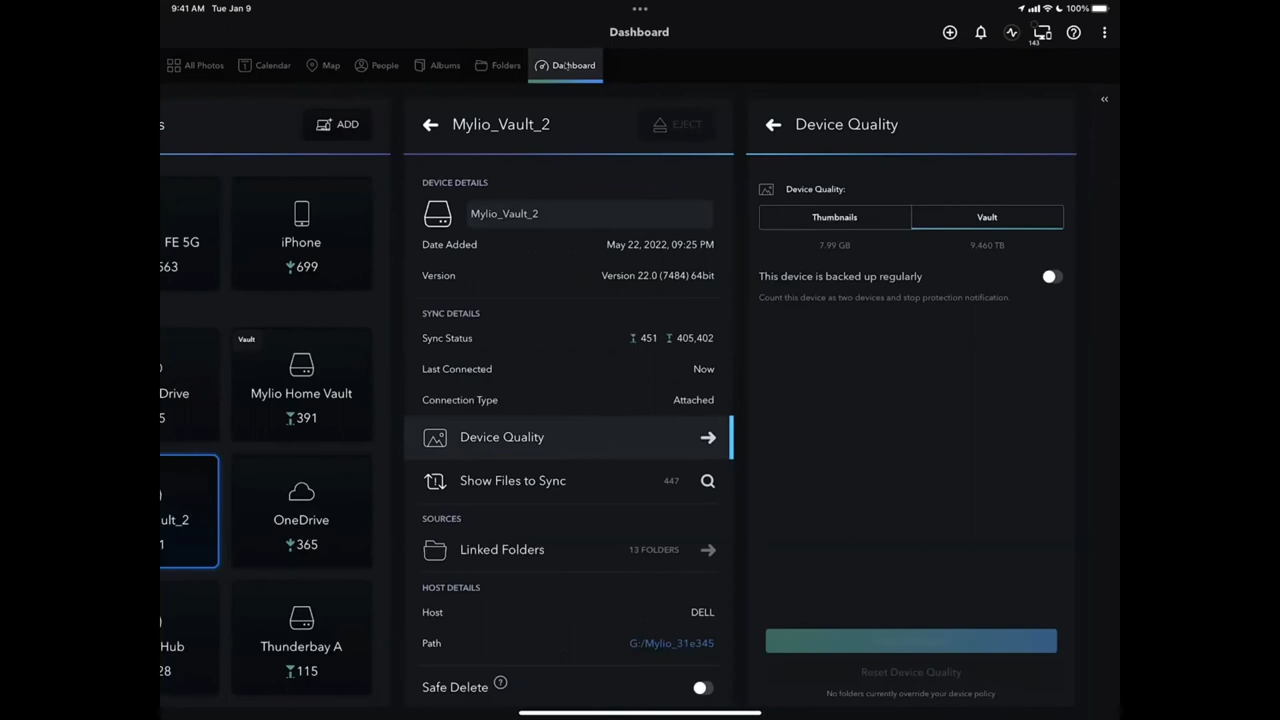 9:41 AM Tue Jan 9
100%
Dashboard
143
All Photos Calendar Map People Albums Folders Dashboard
s
ADD
FE 5G
563
iPhone
699
Drive
5
Vault
Mylio Home Vault
391
ult_2
1
OneDrive
365
Hub
28
Thunderbay A
115
Mylio_Vault_2
EJECT
DEVICE DETAILS
Mylio_Vault_2
Date Added May 22, 2022, 09:25 PM
Version Version 22.0 (7484) 64bit
SYNC DETAILS
Sync Status 451 405,402
Last Connected Now
Connection Type Attached
Device Quality
Show Files to Sync 447
SOURCES
Linked Folders 13 FOLDERS
HOST DETAILS
Host DELL
Path G:/Mylio_31e345
Safe Delete
Device Quality
Device Quality:
Thumbnails Vault
7.99 GB 9.460 TB
This device is backed up regularly
Count this device as two devices and stop protection notification.
Reset Device Quality
No folders currently override your device policy